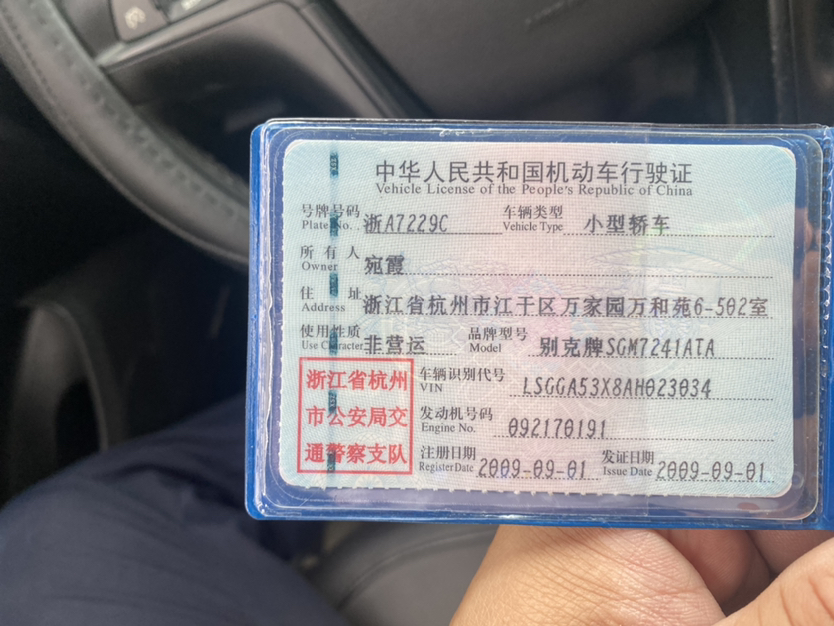 中华人民共和国机动车行驶证
Vehicle License of the People's Republic of China
号牌号码 Plate No. 浙A7229C 车辆类型 Vehicle Type 小型轿车
所有人 Owner 宛霞
住址 Address 浙江省杭州市江干区万家园万和苑6-502室
使用性质 Use Character 非营运 品牌型号 Model 别克牌SGM7241ATA
浙江省杭州市公安局交通警察支队
车辆识别代号 VIN LSGGA53X8AH023034
发动机号码 Engine No. 092170191
注册日期 Register Date 2009-09-01 发证日期 Issue Date 2009-09-01